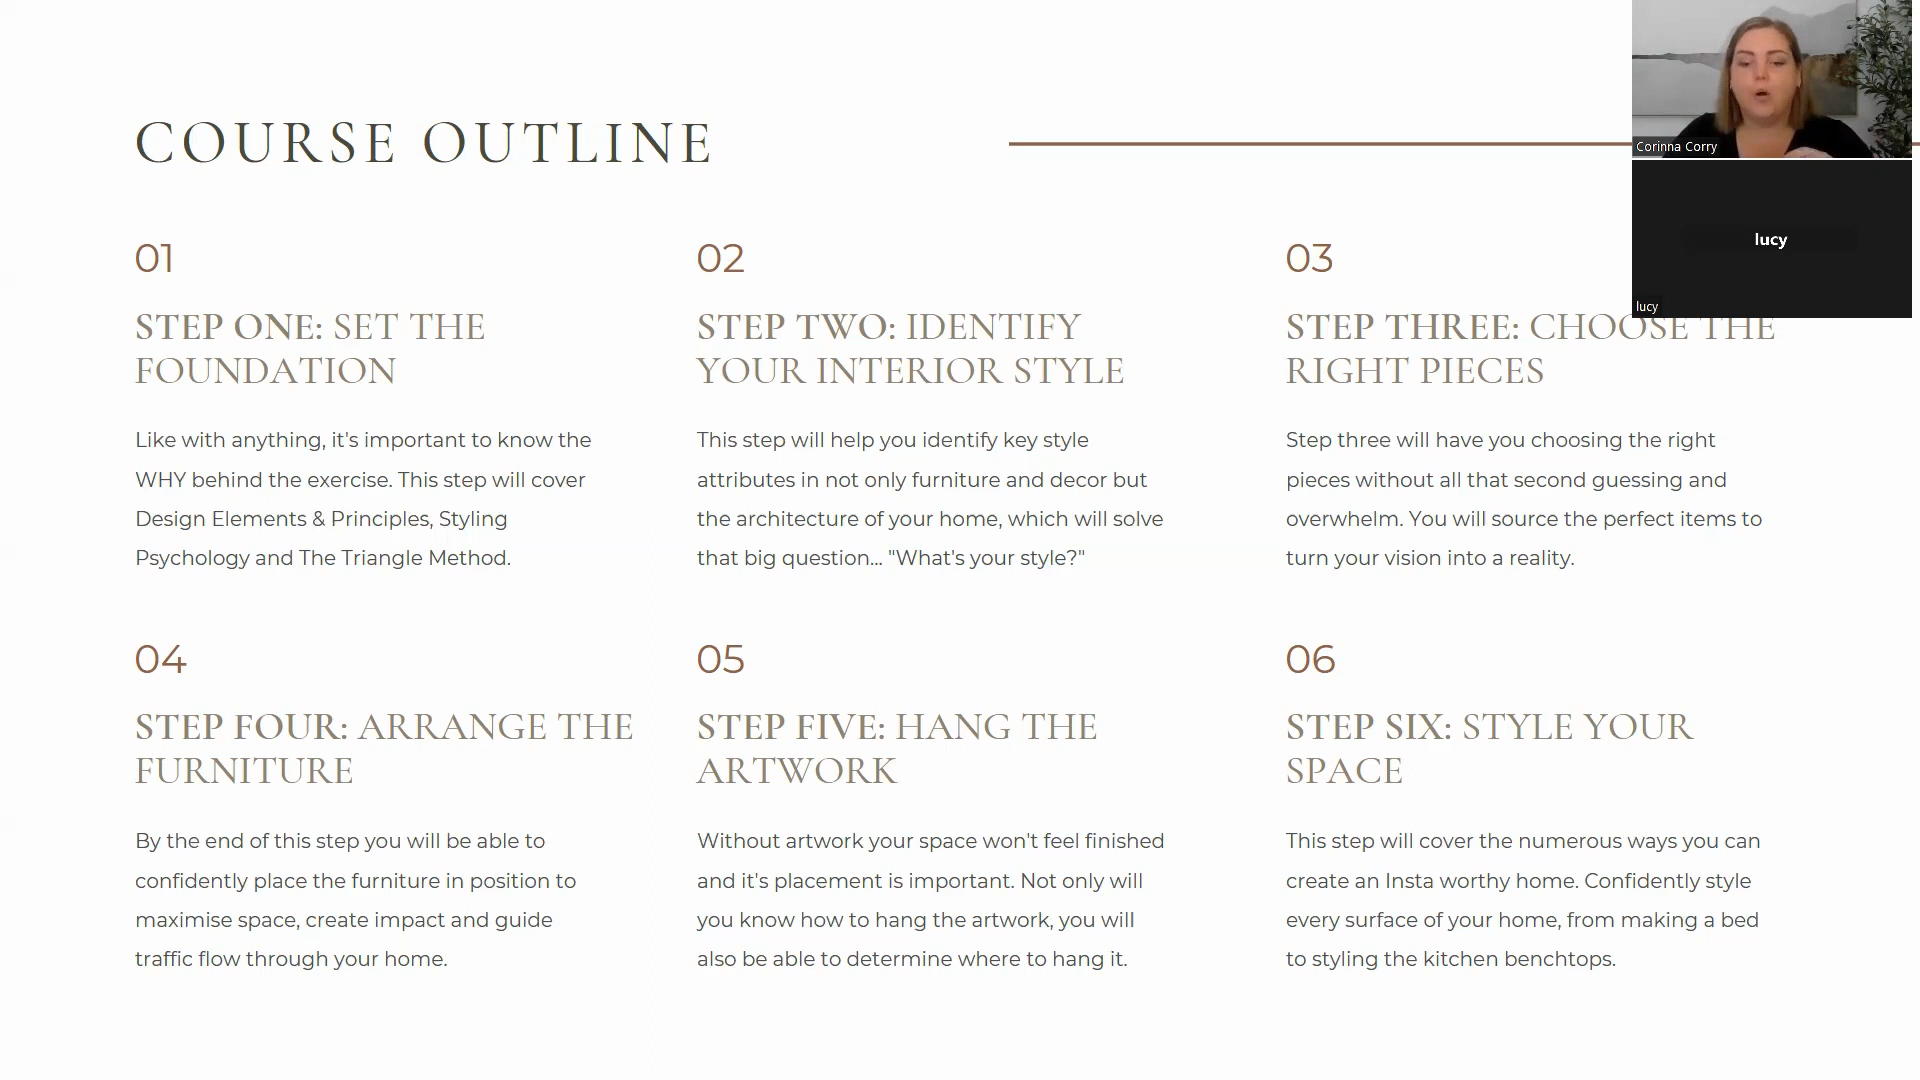 COURSE OUTLINE
01
STEP ONE: SET THE
FOUNDATION
Like with anything, it's important to know the
WHY behind the exercise. This step will cover
Design Elements & Principles, Styling
Psychology and The Triangle Method.
02
STEP TWO: IDENTIFY
YOUR INTERIOR STYLE
This step will help you identify key style
attributes in not only furniture and decor but
the architecture of your home, which will solve
that big question... "What's your style?"
03
STEP THREE: CHOOSE THE
RIGHT PIECES
Step three will have you choosing the right
pieces without all that second guessing and
overwhelm. You will source the perfect items to
turn your vision into a reality.
04
STEP FOUR: ARRANGE THE
FURNITURE
By the end of this step you will be able to
confidently place the furniture in position to
maximise space, create impact and guide
traffic flow through your home.
05
STEP FIVE: HANG THE
ARTWORK
Without artwork your space won't feel finished
and it's placement is important. Not only will
you know how to hang the artwork, you will
also be able to determine where to hang it.
06
STEP SIX: STYLE YOUR
SPACE
This step will cover the numerous ways you can
create an Insta worthy home. Confidently style
every surface of your home, from making a bed
to styling the kitchen benchtops.
Corinna Corry
lucy
lucy